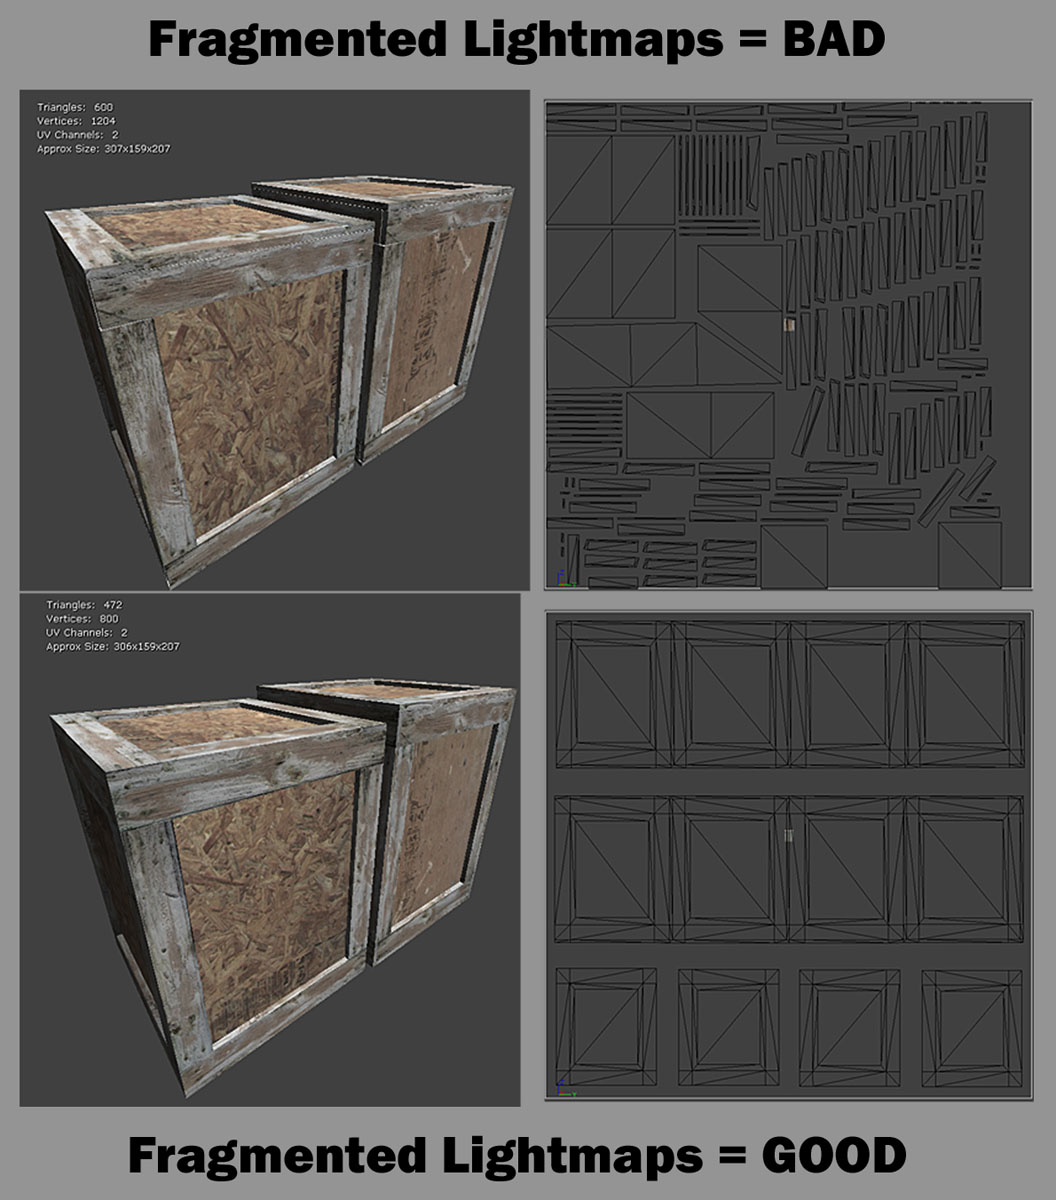 Fragmented Lightmaps = BAD
Triangles: 600
Vertices: 1204
UV Channels: 2
Approx Size: 307x159x207
Triangles: 472
Vertices: 800
UV Channels: 2
Approx Size: 306x159x207
Fragmented Lightmaps = GOOD